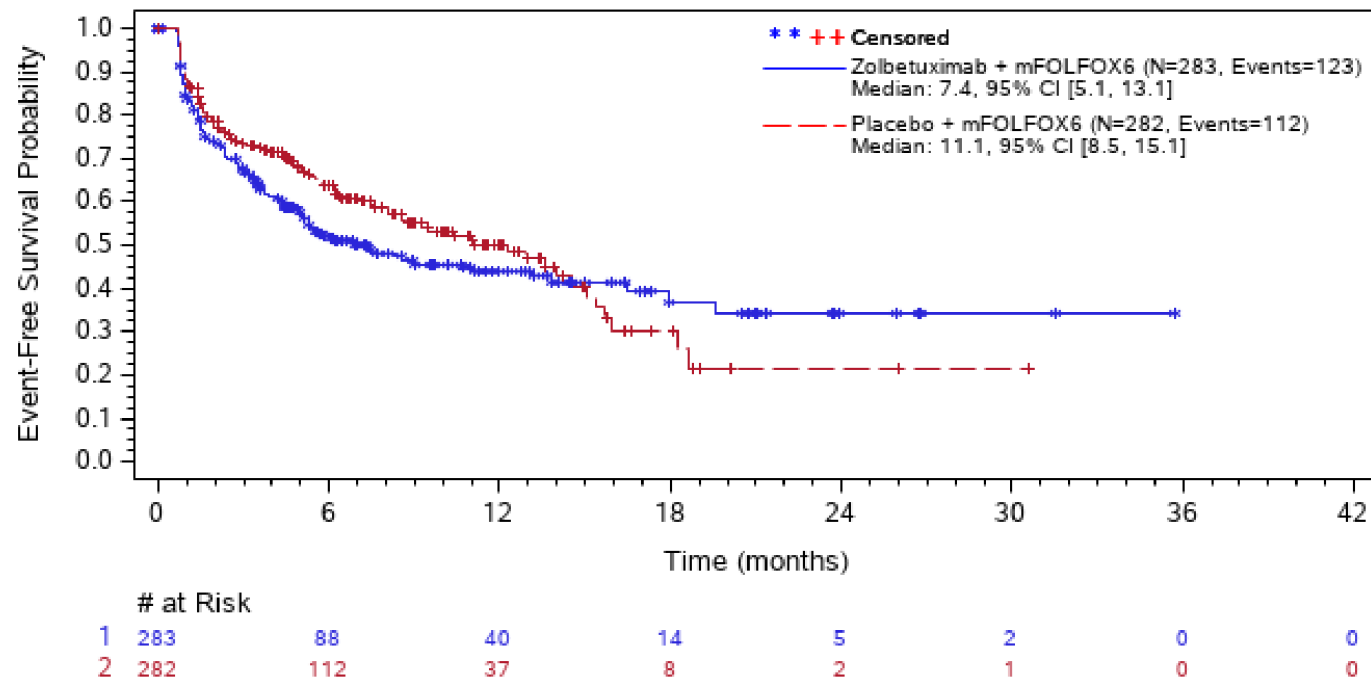 Event-Free Survival Probability
1.0
0.9
0.8
0.7
0.6
0.5
0.4
0.3
0.2
0.1
0.0
Censored
Zolbetuximab + mFOLFOX6 (N=283, Events=123)
Median: 7.4, 95% CI [5.1, 13.1]
Placebo + mFOLFOX6 (N=282, Events=112)
Median: 11.1, 95% CI [8.5, 15.1]
0 6 12 18 24 30 36 42
Time (months)
# at Risk
1 283 88 40 14 5 2 0 0
2 282 112 37 8 2 1 0 0